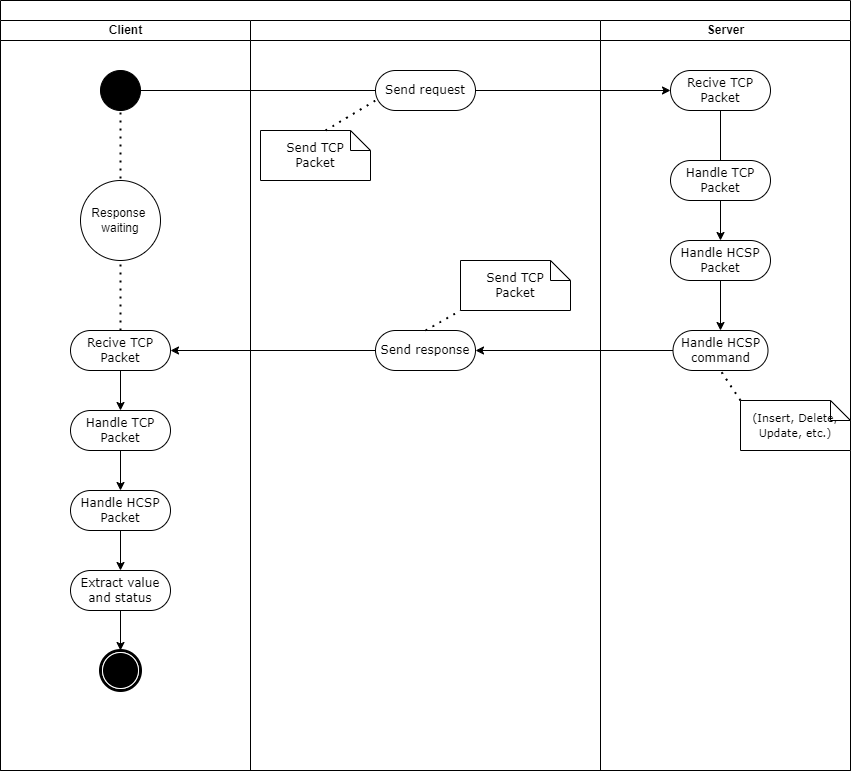 Client
Server
Send request
Recive TCP
Packet
Send TCP
Packet
Handle TCP
Packet
Response
waiting
Handle HCSP
Packet
Send TCP
Packet
Recive TCP
Packet
Send response
Handle HCSP
command
(Insert, Delete,
Update, etc.)
Handle TCP
Packet
Handle HCSP
Packet
Extract value
and status